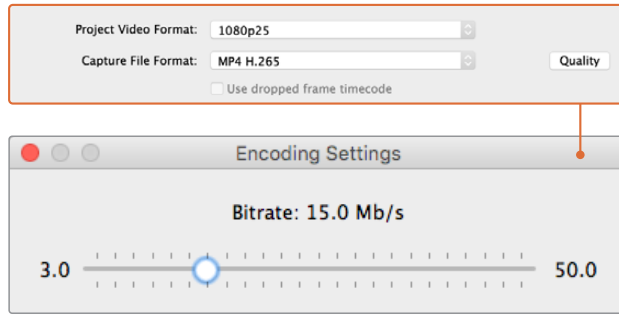 Project Video Format: 1080p25
Capture File Format: MP4 H.265 Quality
Use dropped frame timecode
Encoding Settings
Bitrate: 15.0 Mb/s
3.0 50.0